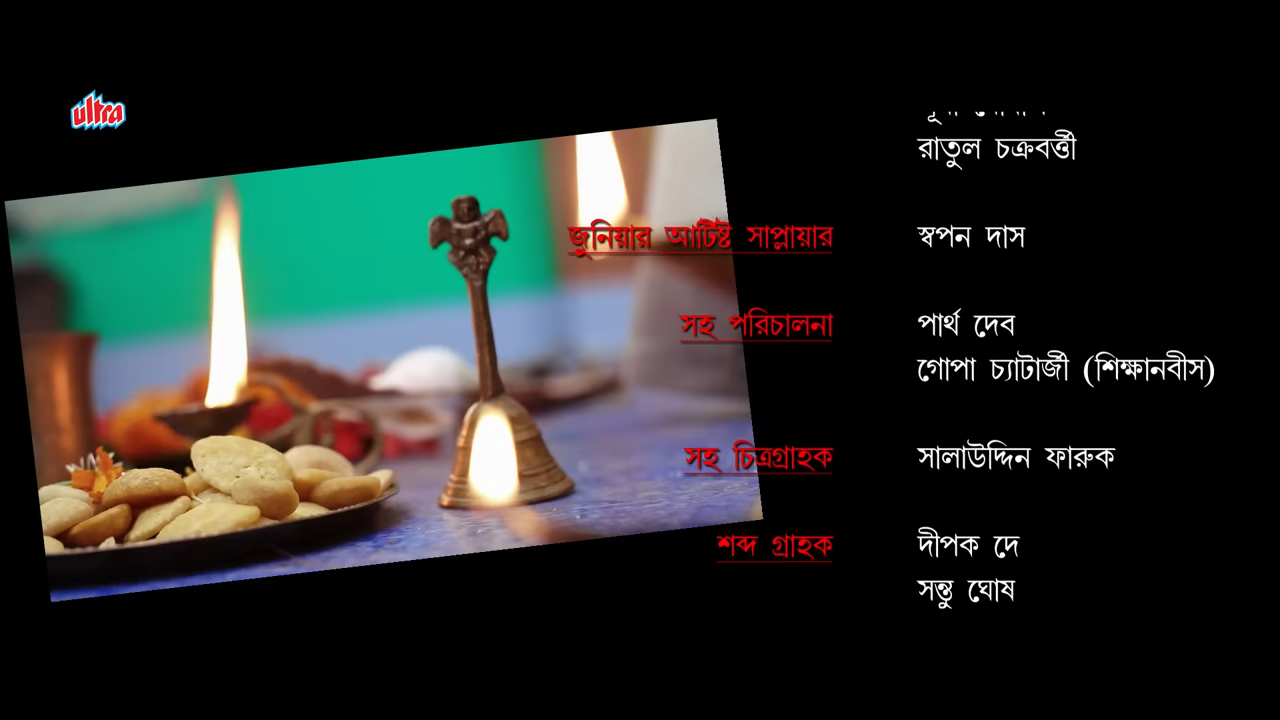 ultra
রাতুল চক্রবর্ত্তী
জুনিয়ার আর্টিষ্ট সাপ্লায়ার স্বপন দাস
সহ পরিচালনা পার্থ দেব
গোপা চ্যাটার্জী (শিক্ষানবীস)
সহ চিত্রগ্রাহক সালাউদ্দিন ফারুক
শব্দ গ্রাহক দীপক দে
সন্তু ঘোষ